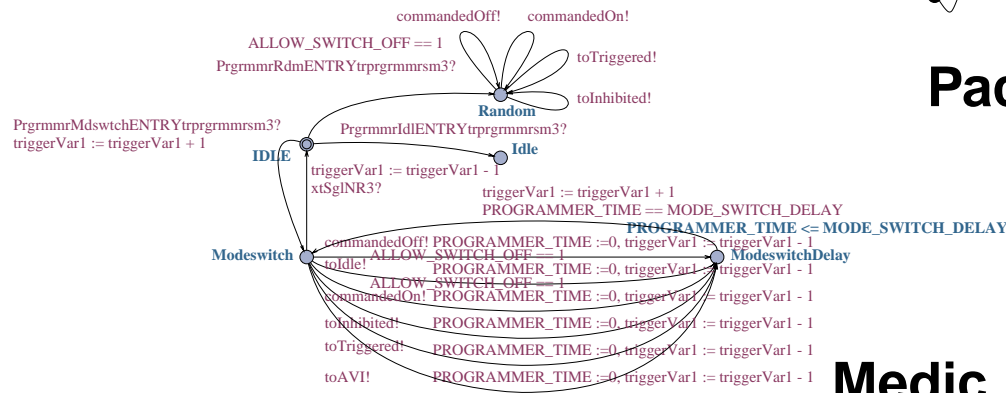 commandedOff! commandedOn!
ALLOW_SWITCH_OFF == 1
toTriggered!
PrgrmmrRdmENTRYtrprgrmmrsm3?
Pac
toInhibited!
Random
PrgrmmrMdswtchENTRYtrprgrmmrsm3?
PrgrmmrIdlENTRYtrprgrmmrsm3?
triggerVar1 := triggerVar1 + 1
IDLE
Idle
triggerVar1 := triggerVar1 - 1
xtSglNR3?
triggerVar1 := triggerVar1 + 1
PROGRAMMER_TIME == MODE_SWITCH_DELAY
PROGRAMMER_TIME <= MODE_SWITCH_DELAY
commandedOff! PROGRAMMER_TIME :=0, triggerVar1 := triggerVar1 - 1
Modeswitch
ALLOW_SWITCH_OFF == 1
ModeswitchDelay
toIdle! PROGRAMMER_TIME :=0, triggerVar1 := triggerVar1 - 1
ALLOW_SWITCH_OFF == 1
commandedOn! PROGRAMMER_TIME :=0, triggerVar1 := triggerVar1 - 1
toInhibited! PROGRAMMER_TIME :=0, triggerVar1 := triggerVar1 - 1
toTriggered! PROGRAMMER_TIME :=0, triggerVar1 := triggerVar1 - 1
toAVI! PROGRAMMER_TIME :=0, triggerVar1 := triggerVar1 - 1
Medic